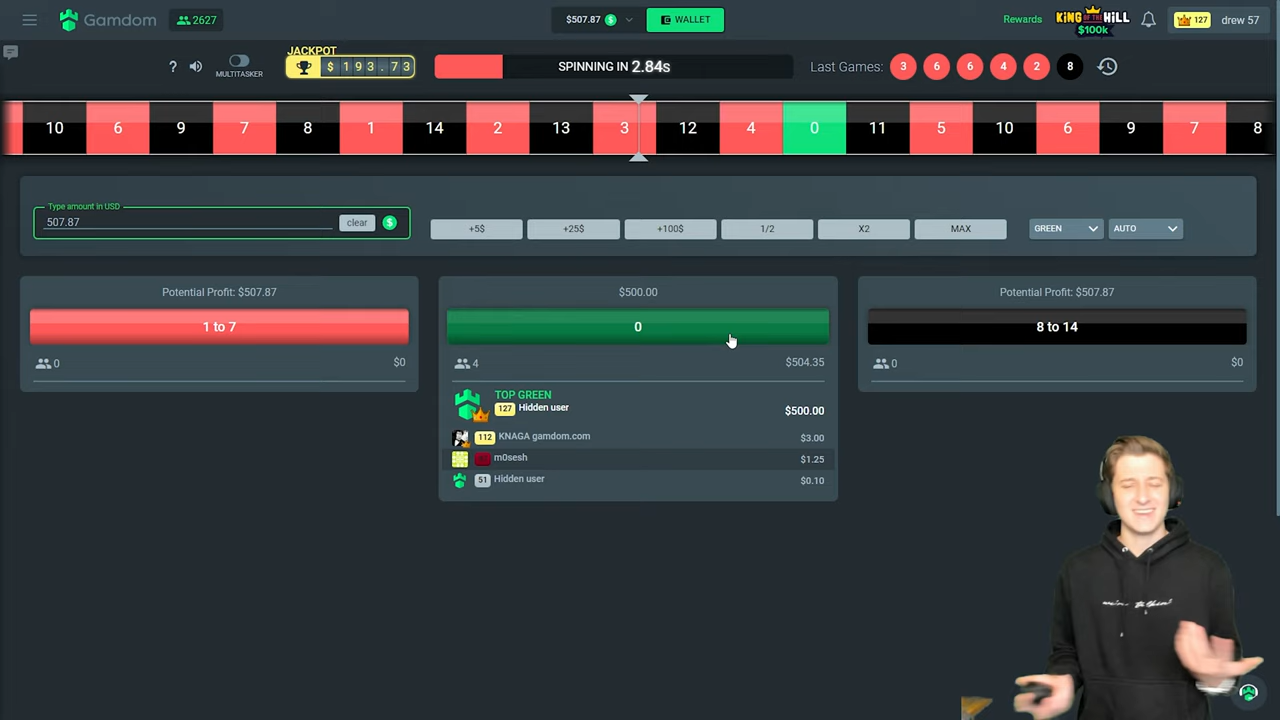 Gamdom
2627
$507.87
WALLET
Rewards
KING OF THE HILL
$100k
127
drew 57
?
MULTITASKER
JACKPOT
$ 193.73
SPINNING IN 2.84s
Last Games:
3 6 6 4 2 8
10 6 9 7 8 1 14 2 13 3 12 4 0 11 5 10 6 9 7 8
Type amount in USD
507.87
clear
$
+5$
+25$
+100$
1/2
X2
MAX
GREEN
AUTO
Potential Profit: $507.87
1 to 7
0
$0
$500.00
0
4
$504.35
TOP GREEN
127 Hidden user
$500.00
112 KNAGA gamdom.com
$3.00
m0sesh
$1.25
51 Hidden user
$0.10
Potential Profit: $507.87
8 to 14
0
$0